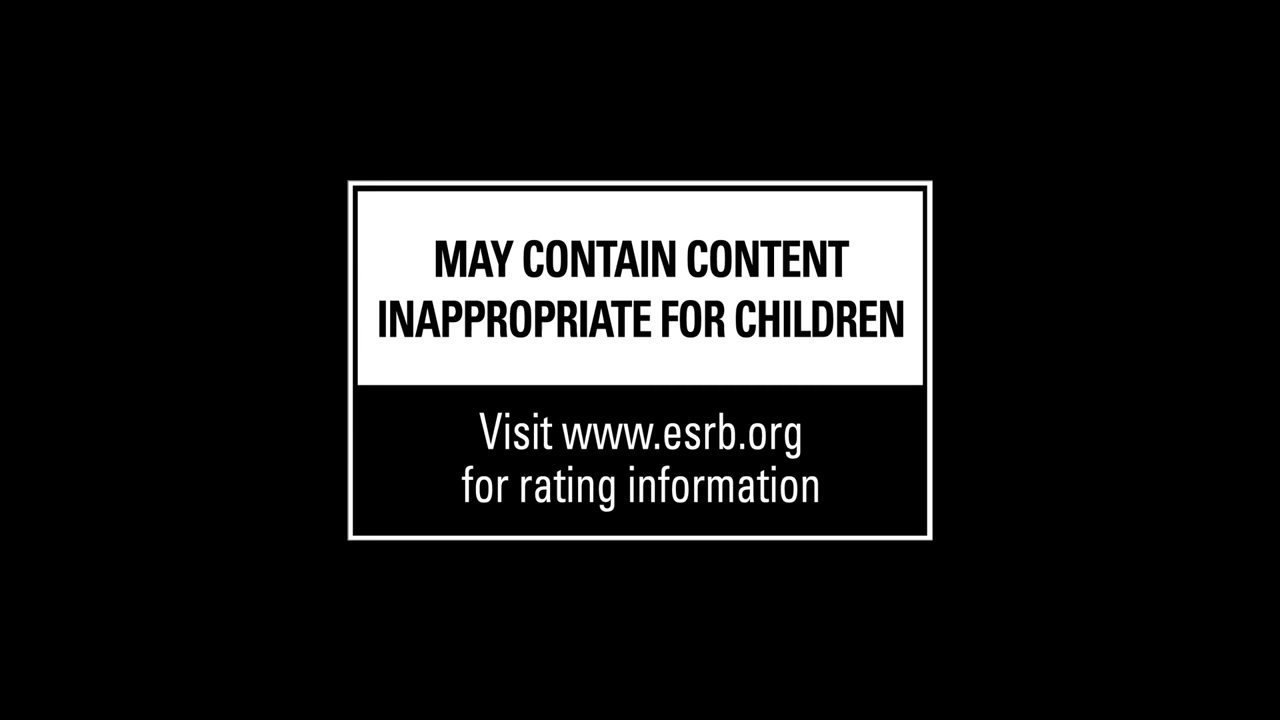 MAY CONTAIN CONTENT
INAPPROPRIATE FOR CHILDREN
Visit www.esrb.org
for rating information